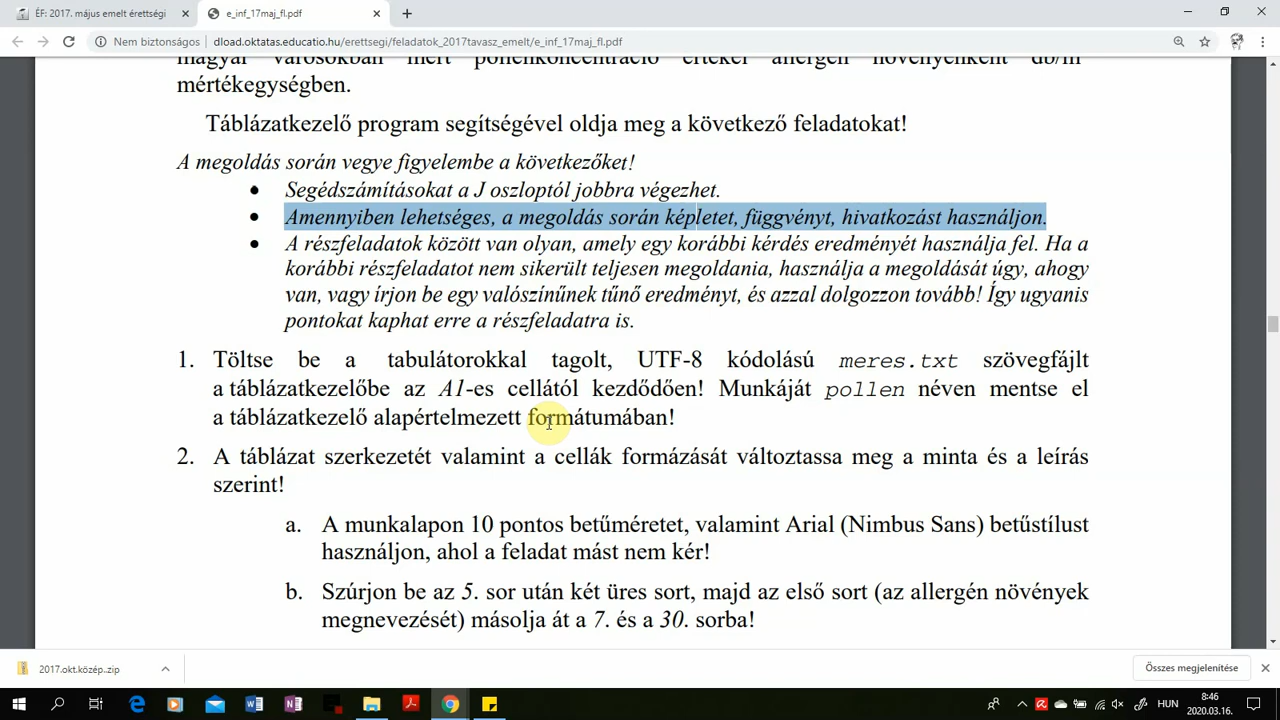 ÉF: 2017. május emelt érettségi
e_inf_17maj_fl.pdf
Nem biztonságos | dload.oktatas.educatio.hu/erettsegi/feladatok_2017tavasz_emelt/e_inf_17maj_fl.pdf
magyar városokban mért pollenkoncentráció értékei allergén növényenként db/m
mértékegységben.
Táblázatkezelő program segítségével oldja meg a következő feladatokat!
A megoldás során vegye figyelembe a következőket!
• Segédszámításokat a J oszloptól jobbra végezhet.
• Amennyiben lehetséges, a megoldás során képletet, függvényt, hivatkozást használjon.
• A részfeladatok között van olyan, amely egy korábbi kérdés eredményét használja fel. Ha a
korábbi részfeladatot nem sikerült teljesen megoldania, használja a megoldását úgy, ahogy
van, vagy írjon be egy valószínűnek tűnő eredményt, és azzal dolgozzon tovább! Így ugyanis
pontokat kaphat erre a részfeladatra is.
1. Töltse be a tabulátorokkal tagolt, UTF-8 kódolású meres.txt szövegfájlt
a táblázatkezelőbe az A1-es cellától kezdődően! Munkáját pollen néven mentse el
a táblázatkezelő alapértelmezett formátumában!
2. A táblázat szerkezetét valamint a cellák formázását változtassa meg a minta és a leírás
szerint!
a. A munkalapon 10 pontos betűméretet, valamint Arial (Nimbus Sans) betűstílust
használjon, ahol a feladat mást nem kér!
b. Szúrjon be az 5. sor után két üres sort, majd az első sort (az allergén növények
megnevezését) másolja át a 7. és a 30. sorba!
2017.okt.közép..zip
Összes megjelenítése
HUN
8:46
2020.03.16.